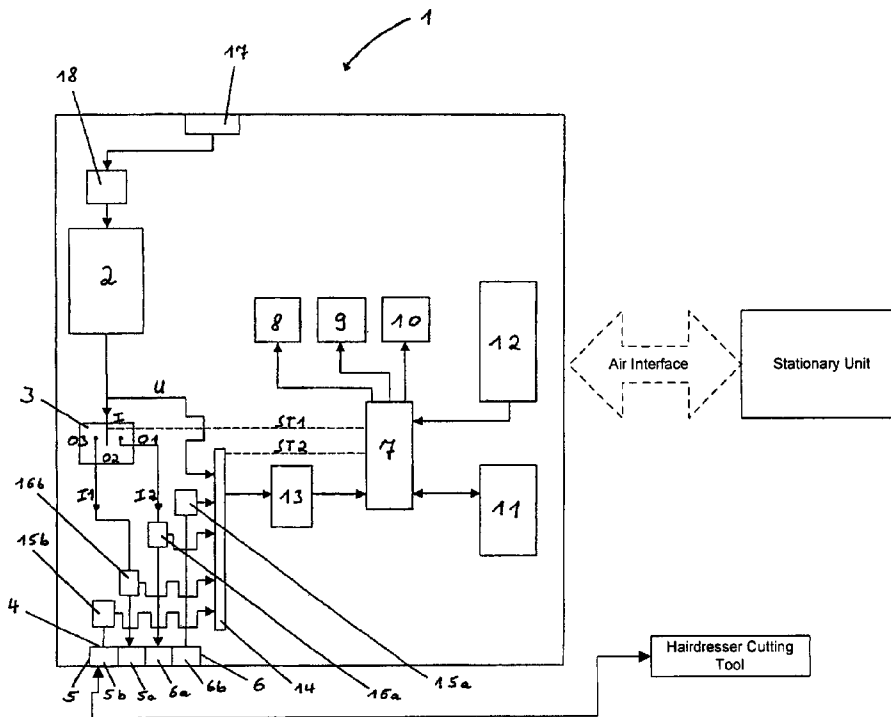 1
17
18
2
8
9
10
12
Air Interface
Stationary Unit
U
3
I
ST1
O3
O1
O2
ST2
7
I1
I2
13
11
16b
15b
4
Hairdresser Cutting
Tool
5
5b
5a
6a
6b
6
14
16a
15a